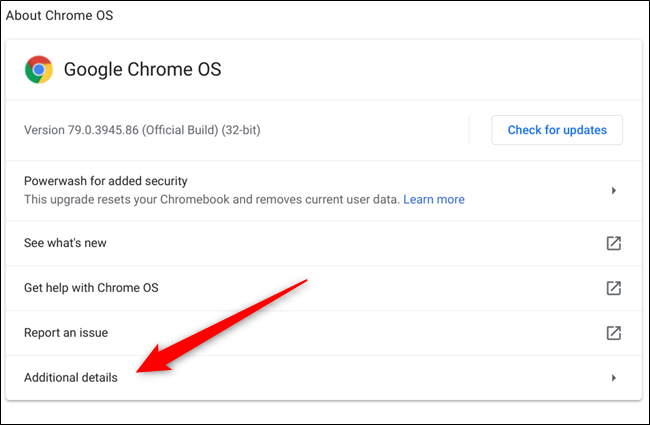 About Chrome OS
Google Chrome OS
Version 79.0.3945.86 (Official Build) (32-bit)
Check for updates
Powerwash for added security
This upgrade resets your Chromebook and removes current user data. Learn more
See what's new
Get help with Chrome OS
Report an issue
Additional details